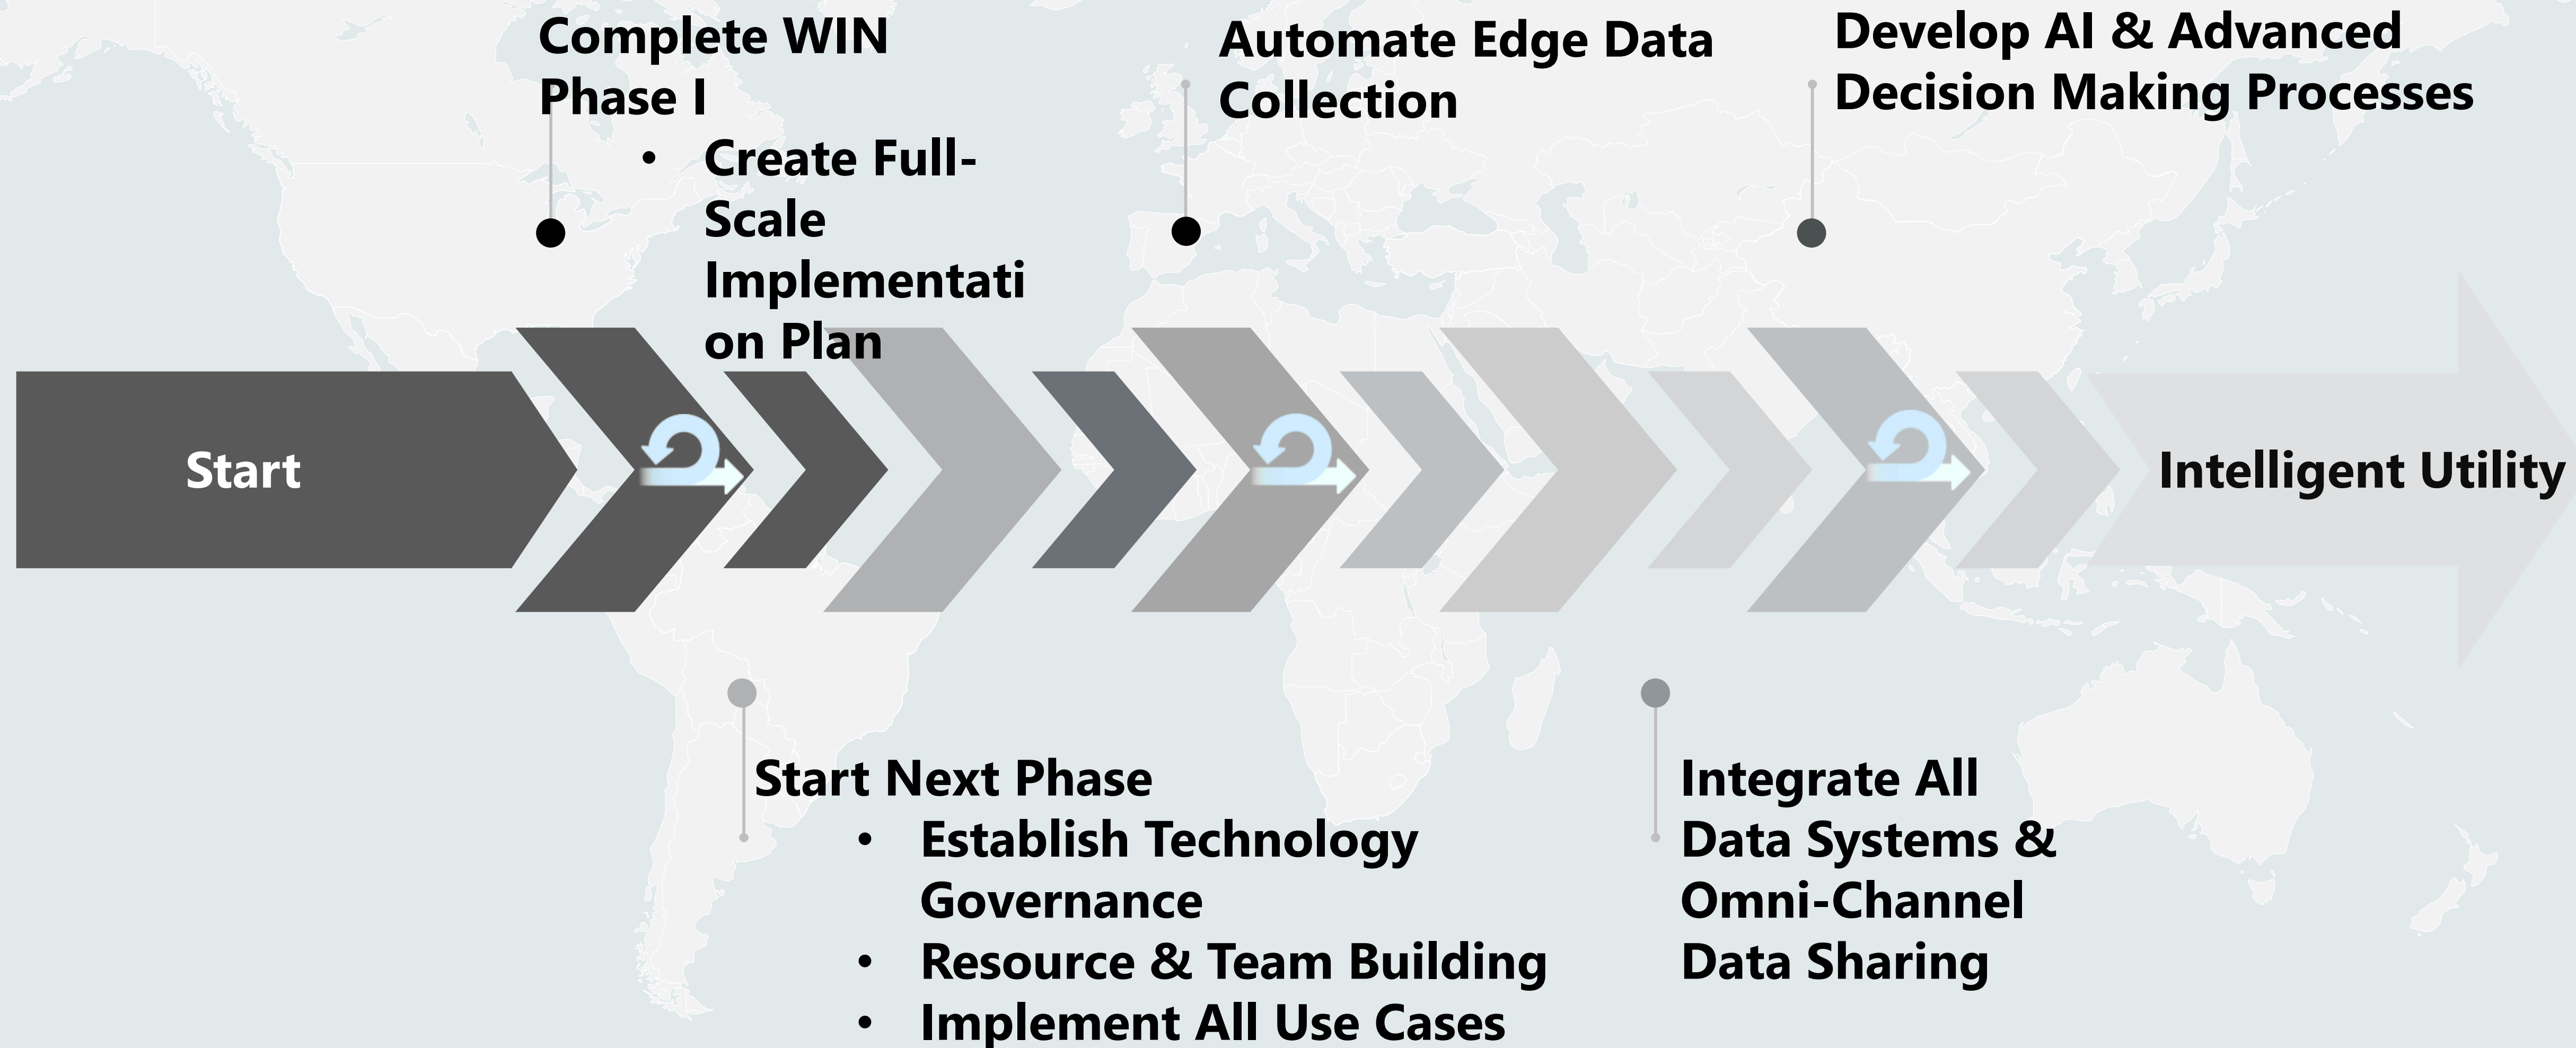 Complete WIN
Phase I
• Create Full-
Scale
Implementati
on Plan
Automate Edge Data
Collection
Develop AI & Advanced
Decision Making Processes
Start
Intelligent Utility
Start Next Phase
• Establish Technology
Governance
• Resource & Team Building
• Implement All Use Cases
Integrate All
Data Systems &
Omni-Channel
Data Sharing